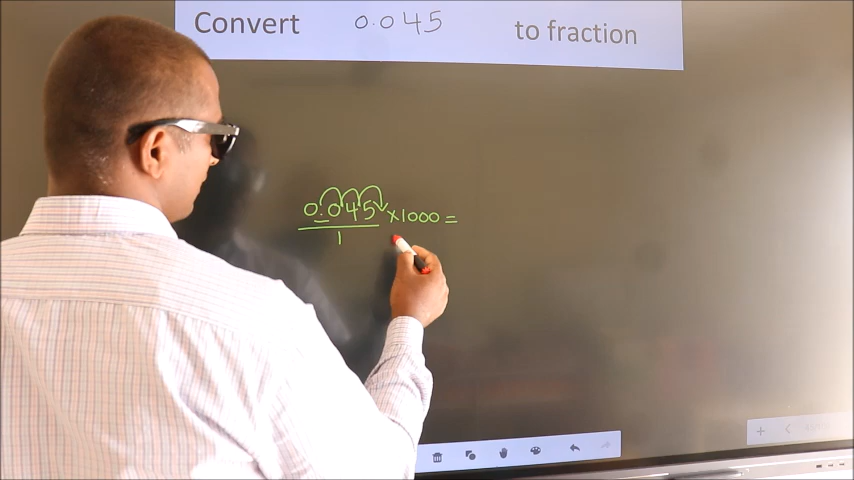 Convert 0.045 to fraction
0.045 ×1000 =
1